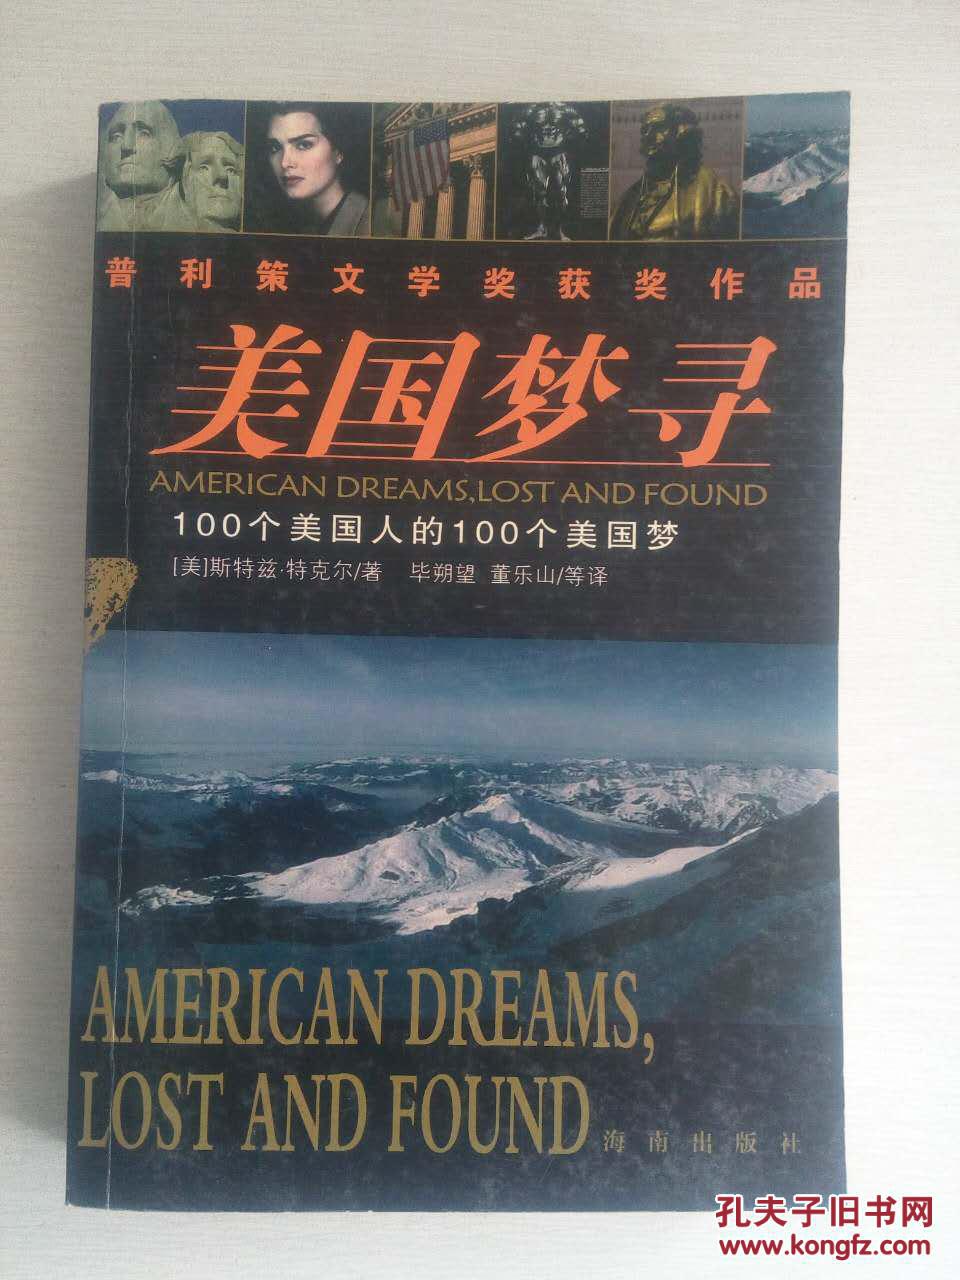 普利策文学奖获奖作品
美国梦寻
AMERICAN DREAMS,LOST AND FOUND
100个美国人的100个美国梦
[美]斯特兹·特克尔/著 毕朔望 董乐山/等译
AMERICAN DREAMS,
LOST AND FOUND
海南出版社
孔夫子旧书网
www.kongfz.com